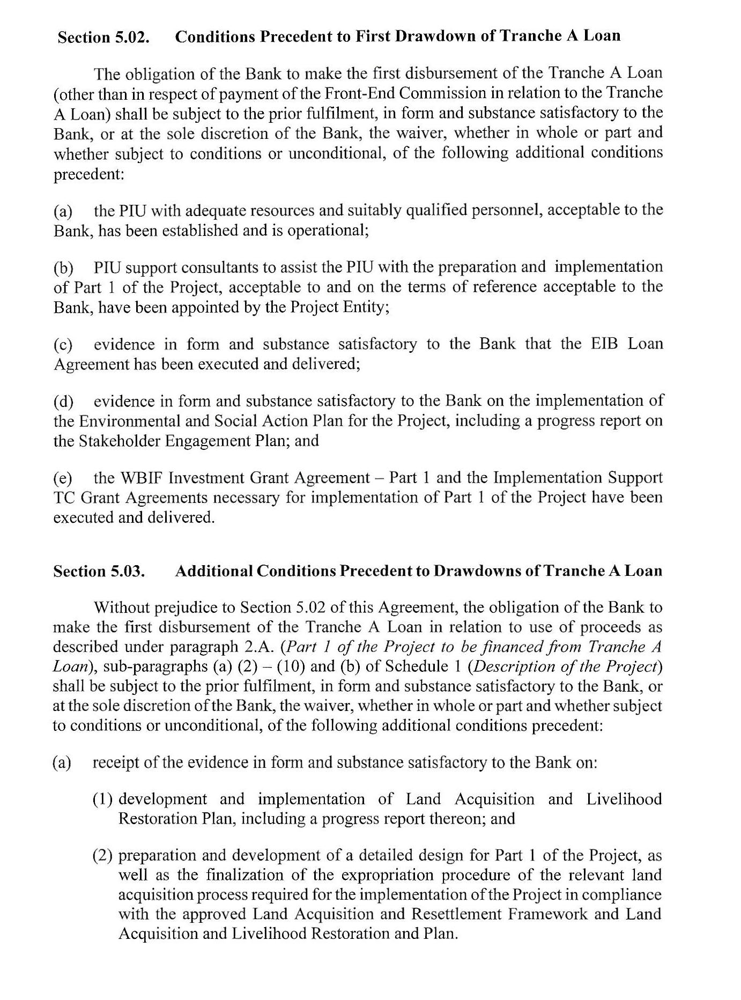 Section 5.02. Conditions Precedent to First Drawdown of Tranche A Loan
The obligation of the Bank to make the first disbursement of the Tranche A Loan
(other than in respect of payment of the Front-End Commission in relation to the Tranche
A Loan) shall be subject to the prior fulfilment, in form and substance satisfactory to the
Bank, or at the sole discretion of the Bank, the waiver, whether in whole or part and
whether subject to conditions or unconditional, of the following additional conditions
precedent:
(a) the PIU with adequate resources and suitably qualified personnel, acceptable to the
Bank, has been established and is operational;
(b) PIU support consultants to assist the PIU with the preparation and implementation
of Part 1 of the Project, acceptable to and on the terms of reference acceptable to the
Bank, have been appointed by the Project Entity;
(c) evidence in form and substance satisfactory to the Bank that the EIB Loan
Agreement has been executed and delivered;
(d) evidence in form and substance satisfactory to the Bank on the implementation of
the Environmental and Social Action Plan for the Project, including a progress report on
the Stakeholder Engagement Plan; and
(e) the WBIF Investment Grant Agreement – Part 1 and the Implementation Support
TC Grant Agreements necessary for implementation of Part 1 of the Project have been
executed and delivered.
Section 5.03. Additional Conditions Precedent to Drawdowns of Tranche A Loan
Without prejudice to Section 5.02 of this Agreement, the obligation of the Bank to
make the first disbursement of the Tranche A Loan in relation to use of proceeds as
described under paragraph 2.A. (Part 1 of the Project to be financed from Tranche A
Loan), sub-paragraphs (a) (2) – (10) and (b) of Schedule 1 (Description of the Project)
shall be subject to the prior fulfilment, in form and substance satisfactory to the Bank, or
at the sole discretion of the Bank, the waiver, whether in whole or part and whether subject
to conditions or unconditional, of the following additional conditions precedent:
(a) receipt of the evidence in form and substance satisfactory to the Bank on:
(1) development and implementation of Land Acquisition and Livelihood
Restoration Plan, including a progress report thereon; and
(2) preparation and development of a detailed design for Part 1 of the Project, as
well as the finalization of the expropriation procedure of the relevant land
acquisition process required for the implementation of the Project in compliance
with the approved Land Acquisition and Resettlement Framework and Land
Acquisition and Livelihood Restoration and Plan.